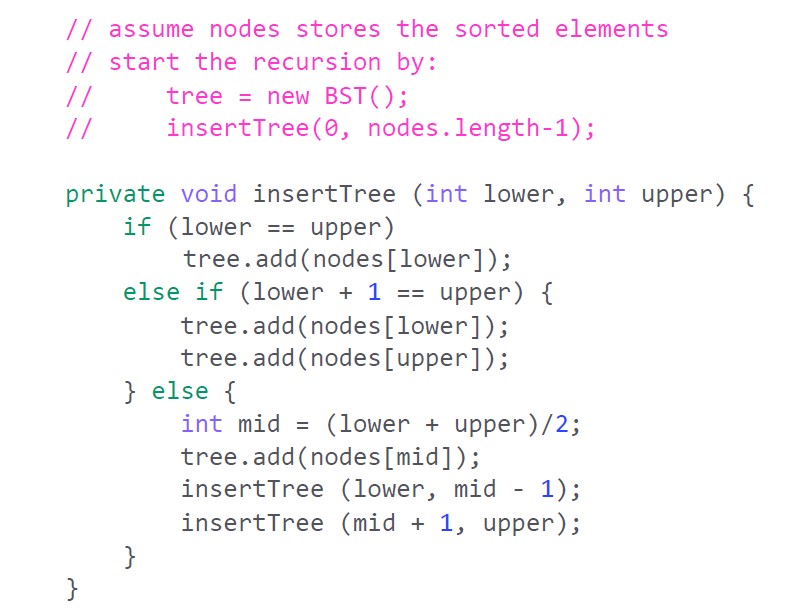 // assume nodes stores the sorted elements
// start the recursion by:
//     tree = new BST();
//     insertTree(0, nodes.length-1);

private void insertTree (int lower, int upper) {
    if (lower == upper)
        tree.add(nodes[lower]);
    else if (lower + 1 == upper) {
        tree.add(nodes[lower]);
        tree.add(nodes[upper]);
    } else {
        int mid = (lower + upper)/2;
        tree.add(nodes[mid]);
        insertTree (lower, mid - 1);
        insertTree (mid + 1, upper);
    }
}